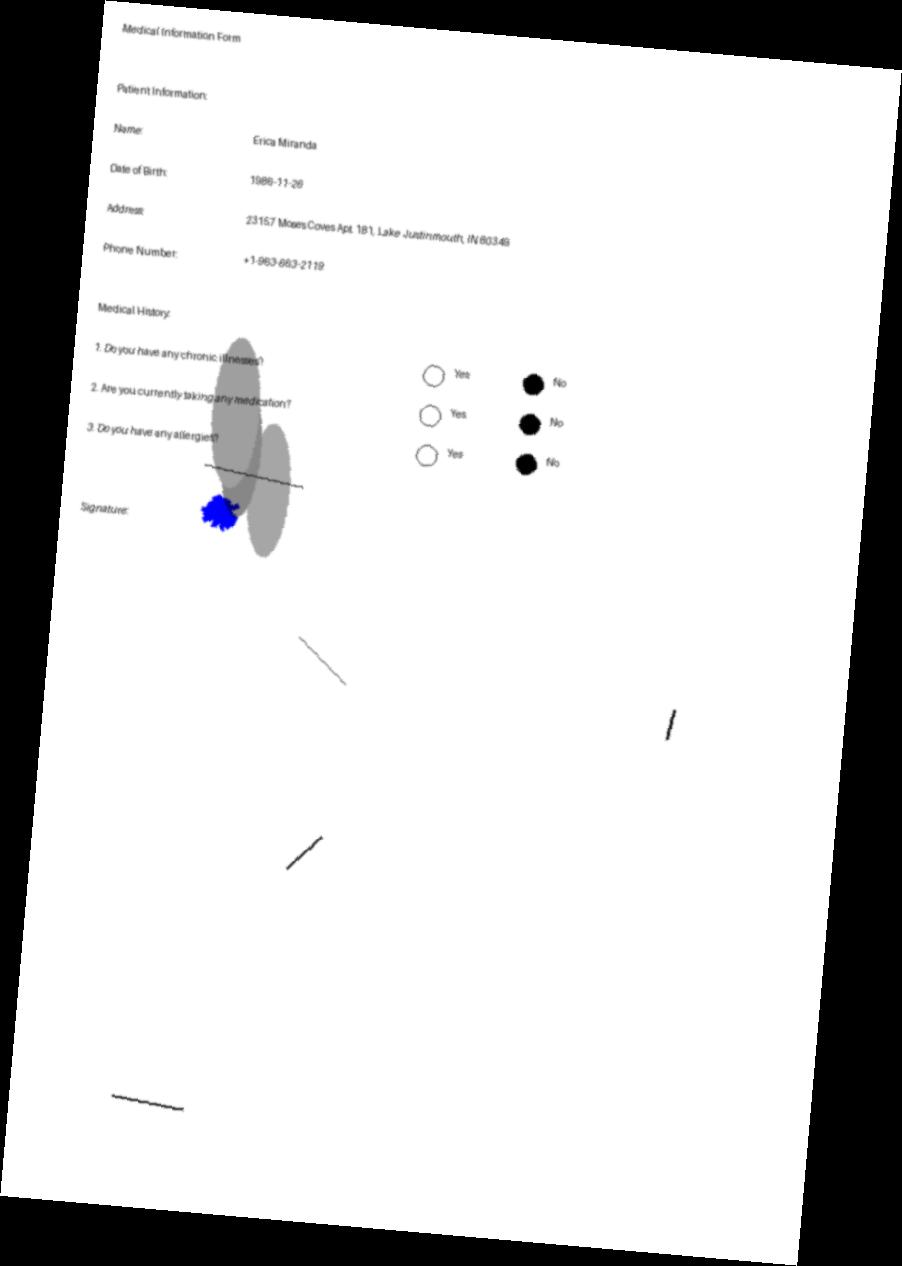 Medical Information Form
Patient Information:
Name: Erica Miranda
Date of Birth: 1986-11-26
Address: 23157 Moses Coves Apt. 181, Lake Justinmouth, IN 60349
Phone Number: +1-963-663-2119
Medical History:
1. Do you have any chronic illnesses? Yes No
2. Are you currently taking any medication? Yes No
3. Do you have any allergies? Yes No
Signature: